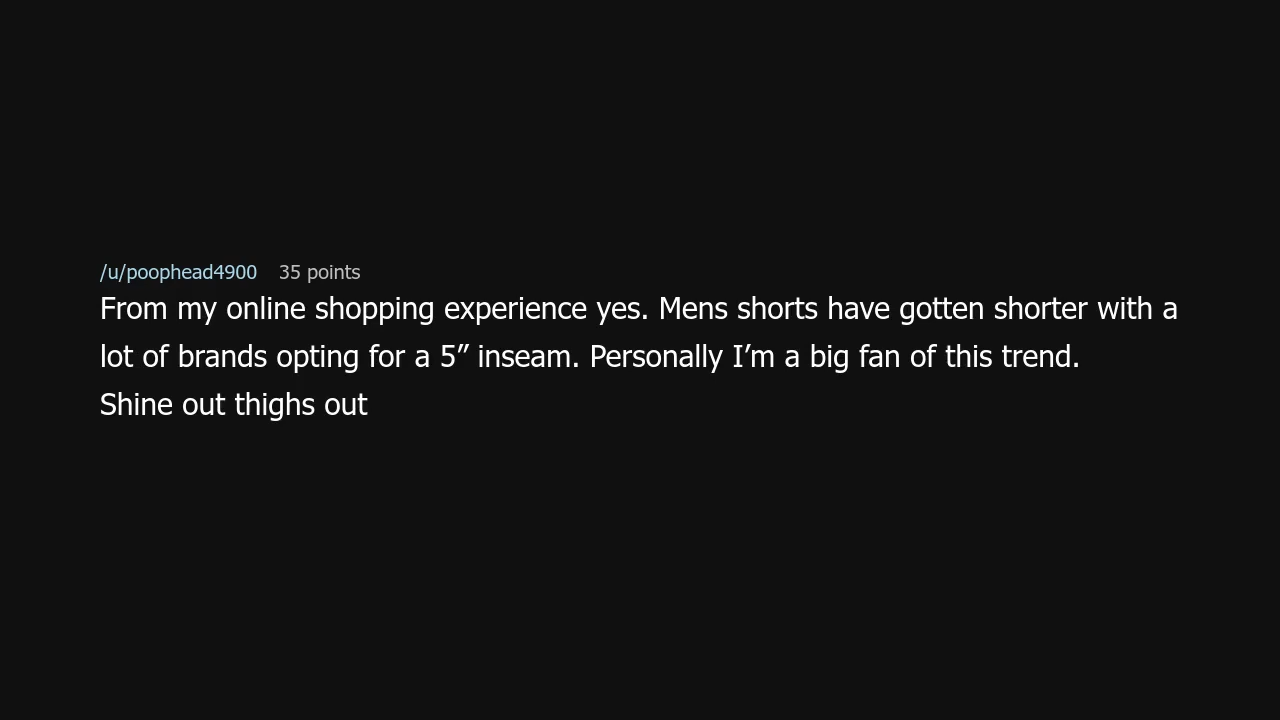 /u/poophead4900 35 points
From my online shopping experience yes. Mens shorts have gotten shorter with a
lot of brands opting for a 5” inseam. Personally I’m a big fan of this trend.
Shine out thighs out